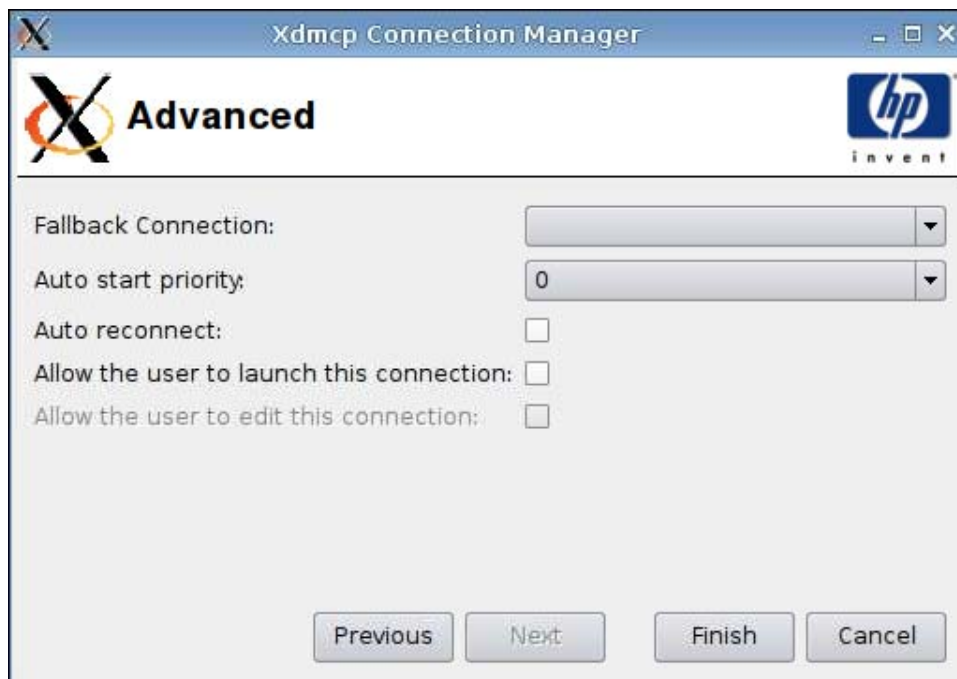 Xdmcp Connection Manager
Advanced
hp
invent
Fallback Connection:
Auto start priority: 0
Auto reconnect:
Allow the user to launch this connection:
Allow the user to edit this connection:
Previous Next Finish Cancel